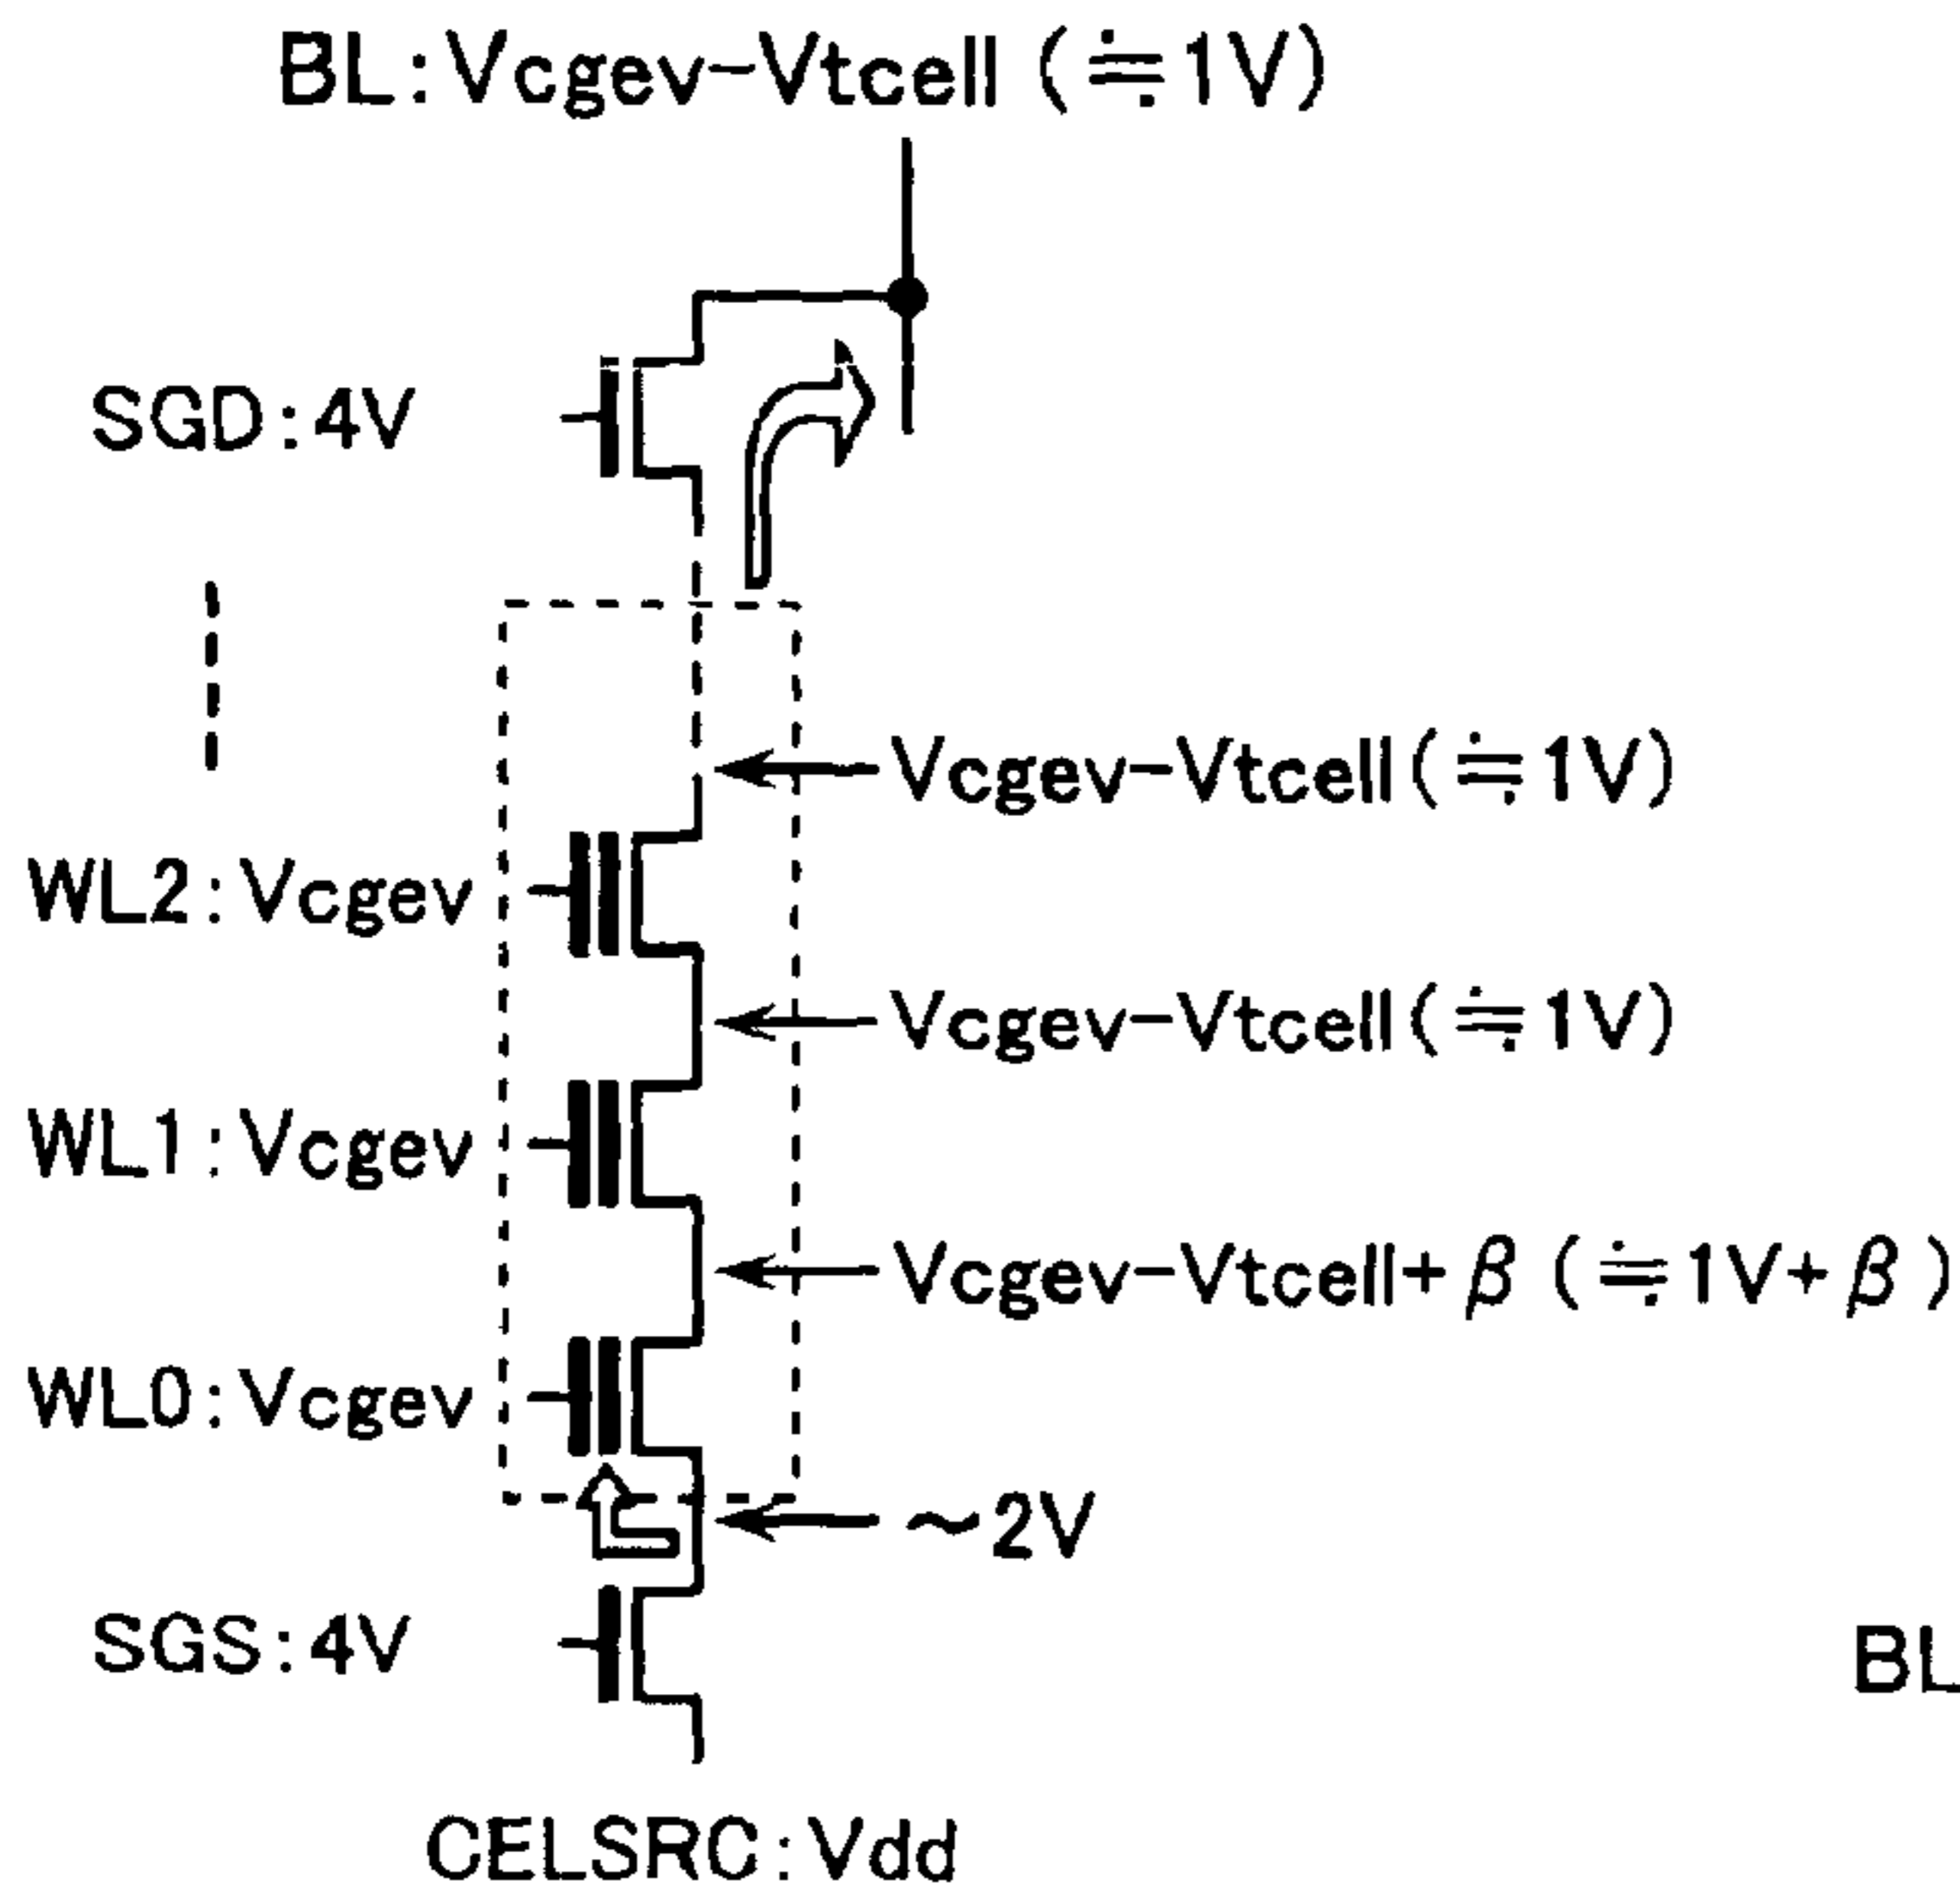 BL:Vcgev-Vtcell (≒1V)
SGD:4V
Vcgev-Vtcell(≒1V)
WL2:Vcgev
Vcgev-Vtcell(≒1V)
WL1:Vcgev
Vcgev-Vtcell+β (≒1V+β)
WL0:Vcgev
~2V
SGS:4V
BL
CELSRC:Vdd